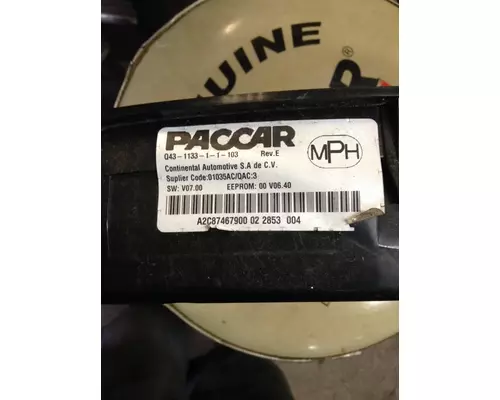 UINE
®
R
PACCAR
MPH
Q43-1133-1-1-103 Rev.E
Continental Automotive S.A de C.V.
Suplier Code:01035AC/QAC:3
SW: V07.00 EEPROM: 00 V06.40
A2C87467900 02 2853 004